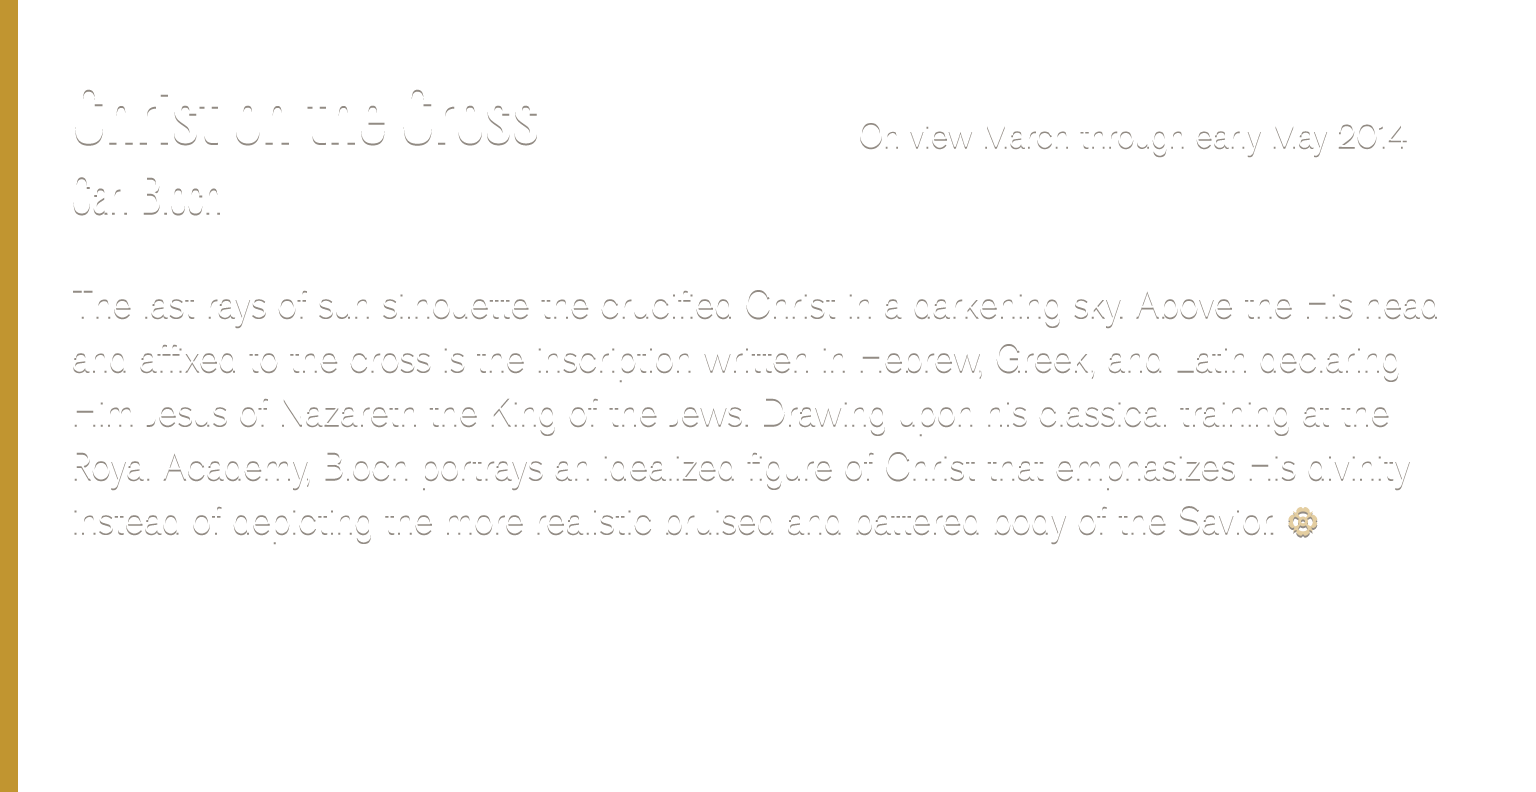 Christ on the Cross
On view March through early May 2014
Carl Bloch
The last rays of sun silhouette the crucified Christ in a darkening sky. Above the His head
and affixed to the cross is the inscription written in Hebrew, Greek, and Latin declaring
Him Jesus of Nazareth the King of the Jews. Drawing upon his classical training at the
Royal Academy, Bloch portrays an idealized figure of Christ that emphasizes His divinity
instead of depicting the more realistic bruised and battered body of the Savior.